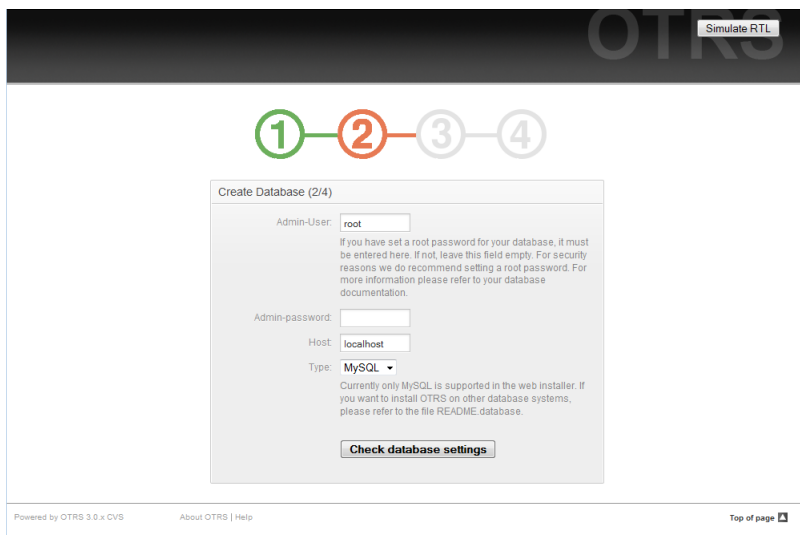 OTRS
Simulate RTL
1 2 3 4
Create Database (2/4)
Admin-User: root
If you have set a root password for your database, it must
be entered here. If not, leave this field empty. For security
reasons we do recommend setting a root password. For
more information please refer to your database
documentation.
Admin-password:
Host: localhost
Type: MySQL
Currently only MySQL is supported in the web installer. If
you want to install OTRS on other database systems,
please refer to the file README.database.
Check database settings
Powered by OTRS 3.0.x CVS About OTRS | Help Top of page